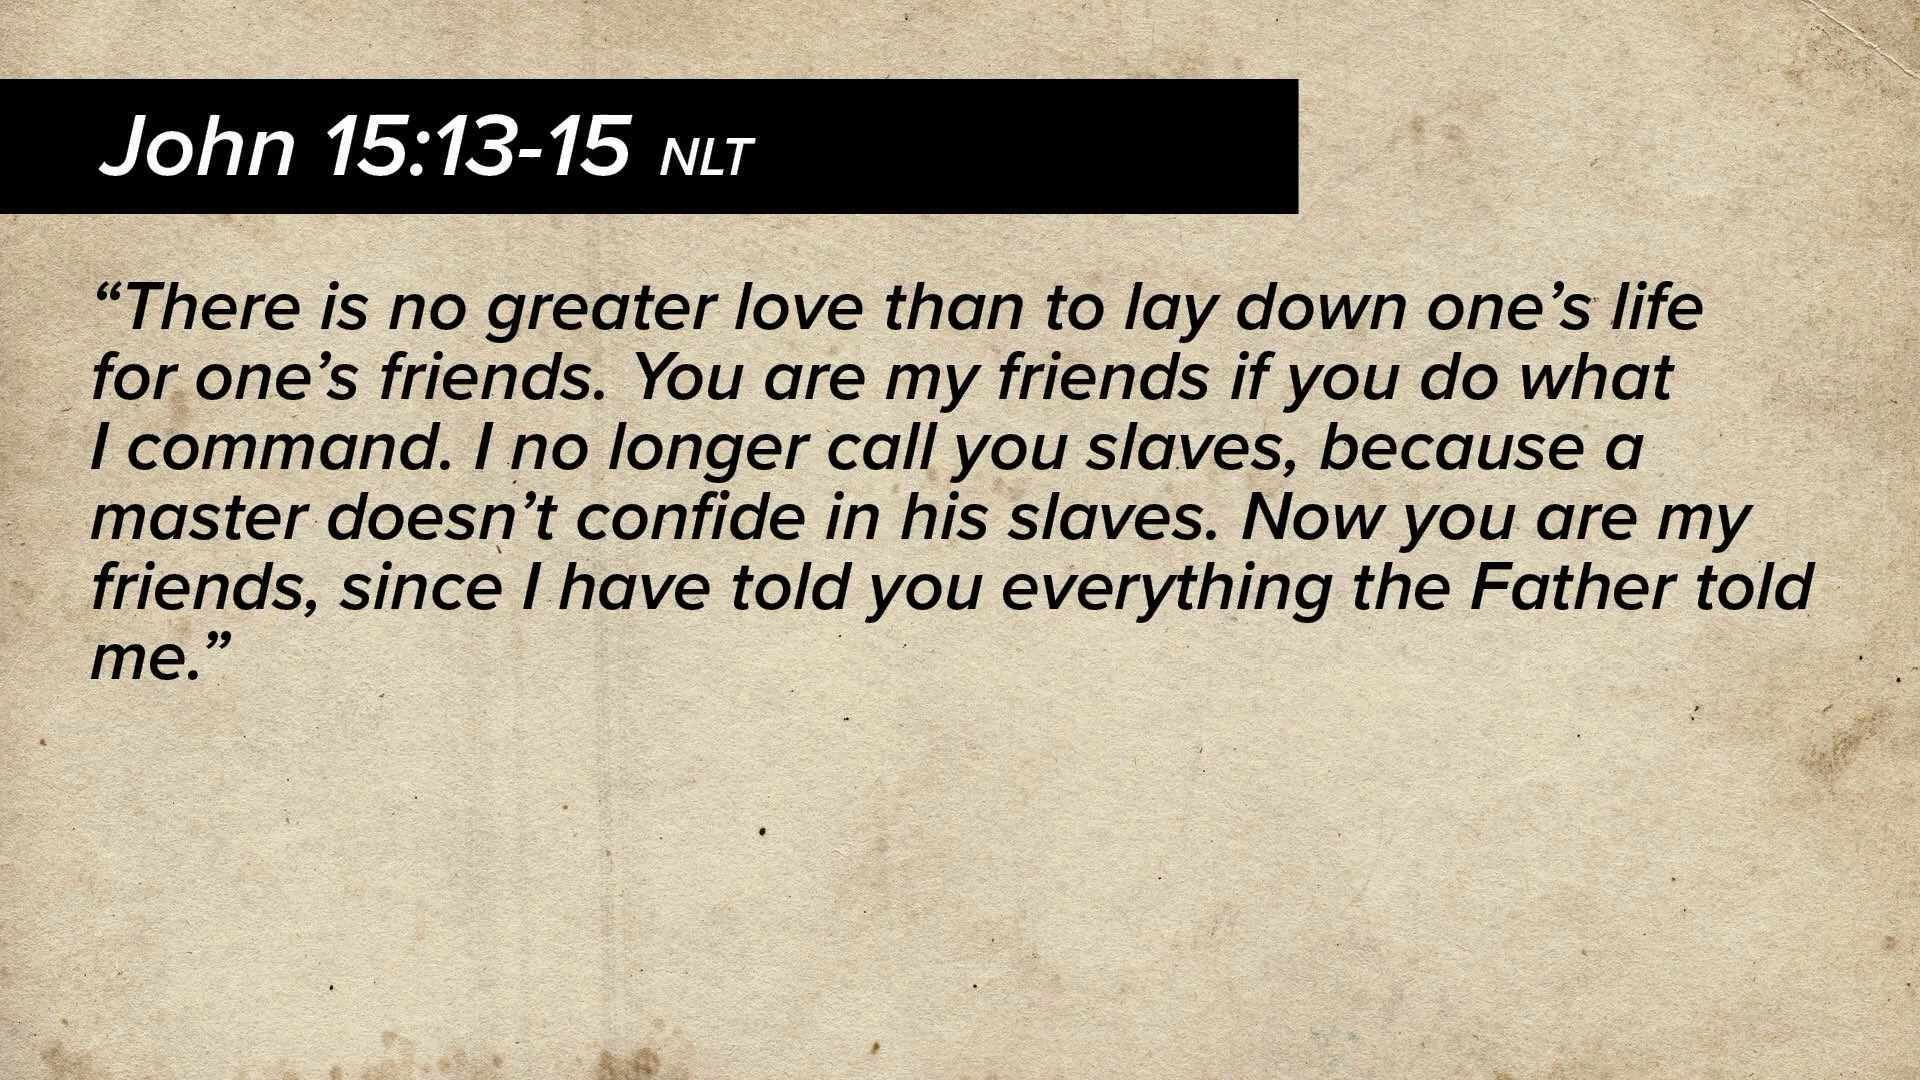 John 15:13-15 NLT
“There is no greater love than to lay down one’s life
for one’s friends. You are my friends if you do what
I command. I no longer call you slaves, because a
master doesn’t confide in his slaves. Now you are my
friends, since I have told you everything the Father told
me.”